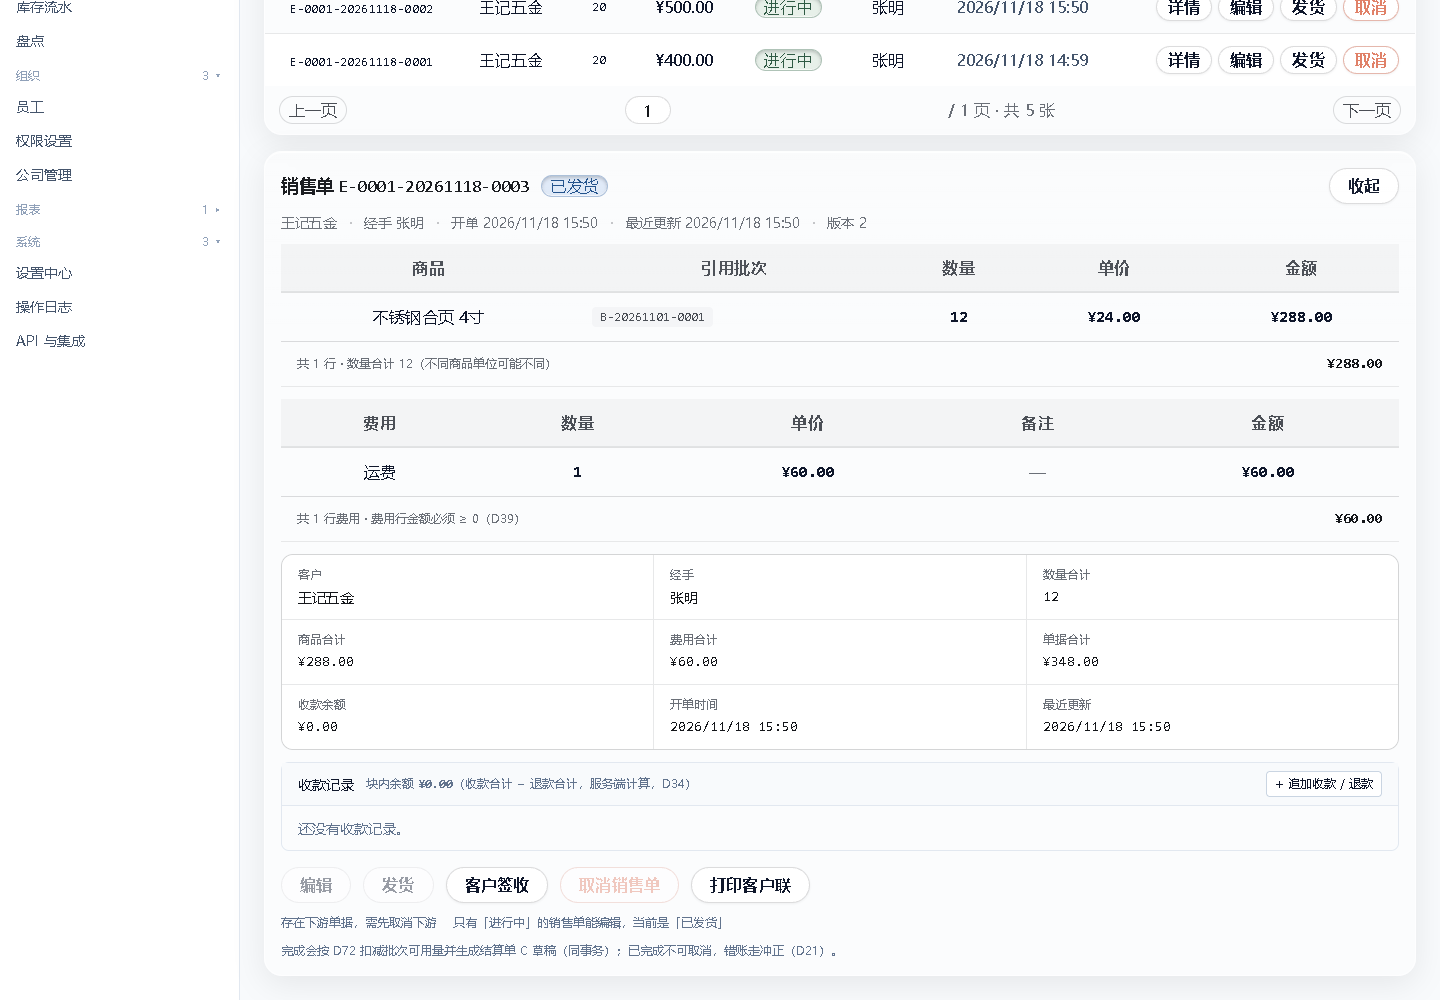 库存流水
盘点
组织 3
员工
权限设置
公司管理
报表 1
系统 3
设置中心
操作日志
API 与集成
E-0001-20261118-0002 王记五金 20 ¥500.00 进行中 张明 2026/11/18 15:50 详情 编辑 发货 取消
E-0001-20261118-0001 王记五金 20 ¥400.00 进行中 张明 2026/11/18 14:59 详情 编辑 发货 取消
上一页 1 / 1 页 · 共 5 张 下一页
销售单 E-0001-20261118-0003 已发货 收起
王记五金 · 经手 张明 · 开单 2026/11/18 15:50 · 最近更新 2026/11/18 15:50 · 版本 2
商品 引用批次 数量 单价 金额
不锈钢合页 4寸 B-20261101-0001 12 ¥24.00 ¥288.00
共 1 行 · 数量合计 12（不同商品单位可能不同） ¥288.00
费用 数量 单价 备注 金额
运费 1 ¥60.00 — ¥60.00
共 1 行费用 · 费用行金额必须 ≥ 0（D39） ¥60.00
客户 经手 数量合计
王记五金 张明 12
商品合计 费用合计 单据合计
¥288.00 ¥60.00 ¥348.00
收款余额 开单时间 最近更新
¥0.00 2026/11/18 15:50 2026/11/18 15:50
收款记录 块内余额 ¥0.00（收款合计 − 退款合计，服务端计算，D34） + 追加收款 / 退款
还没有收款记录。
编辑 发货 客户签收 取消销售单 打印客户联
存在下游单据，需先取消下游 只有「进行中」的销售单能编辑，当前是「已发货」
完成会按 D72 扣减批次可用量并生成结算单 C 草稿（同事务）；已完成不可取消，错账走冲正（D21）。